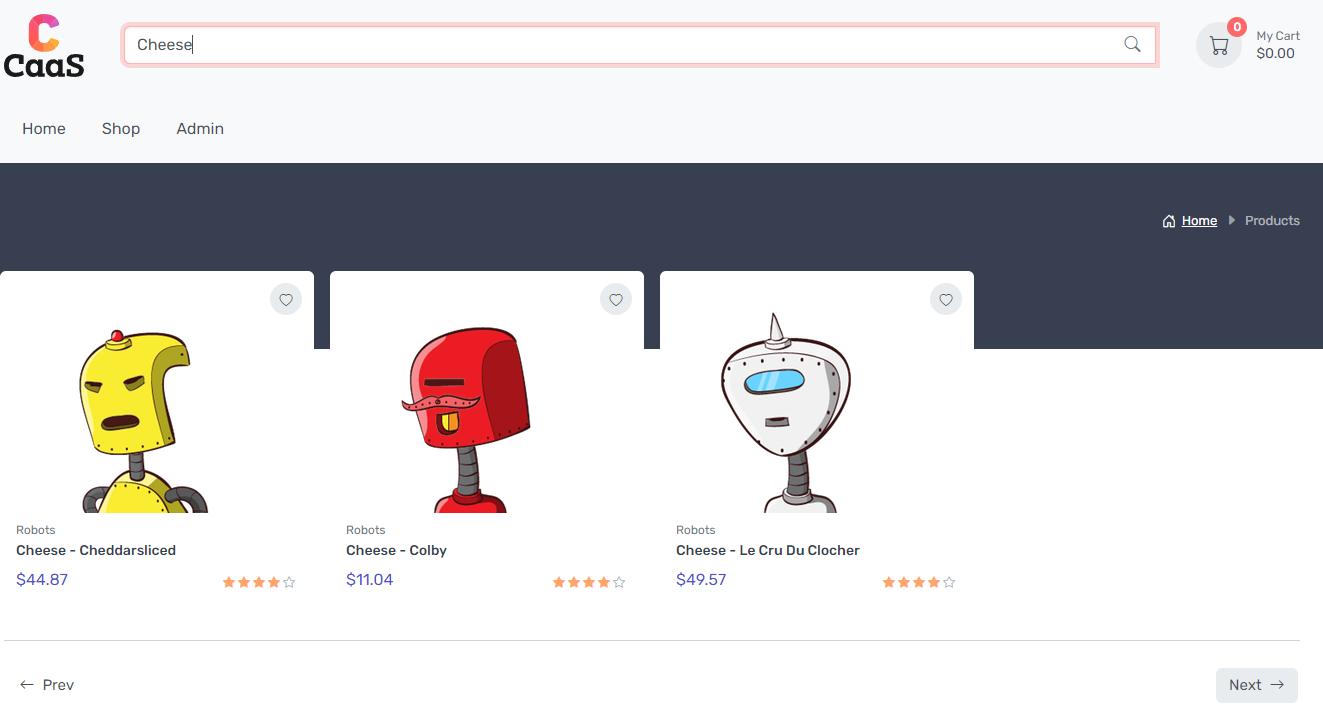 CaaS
Cheese
0
My Cart
$0.00
Home
Shop
Admin
Home
Products
Robots
Cheese - Cheddarsliced
$44.87
Robots
Cheese - Colby
$11.04
Robots
Cheese - Le Cru Du Clocher
$49.57
Prev
Next